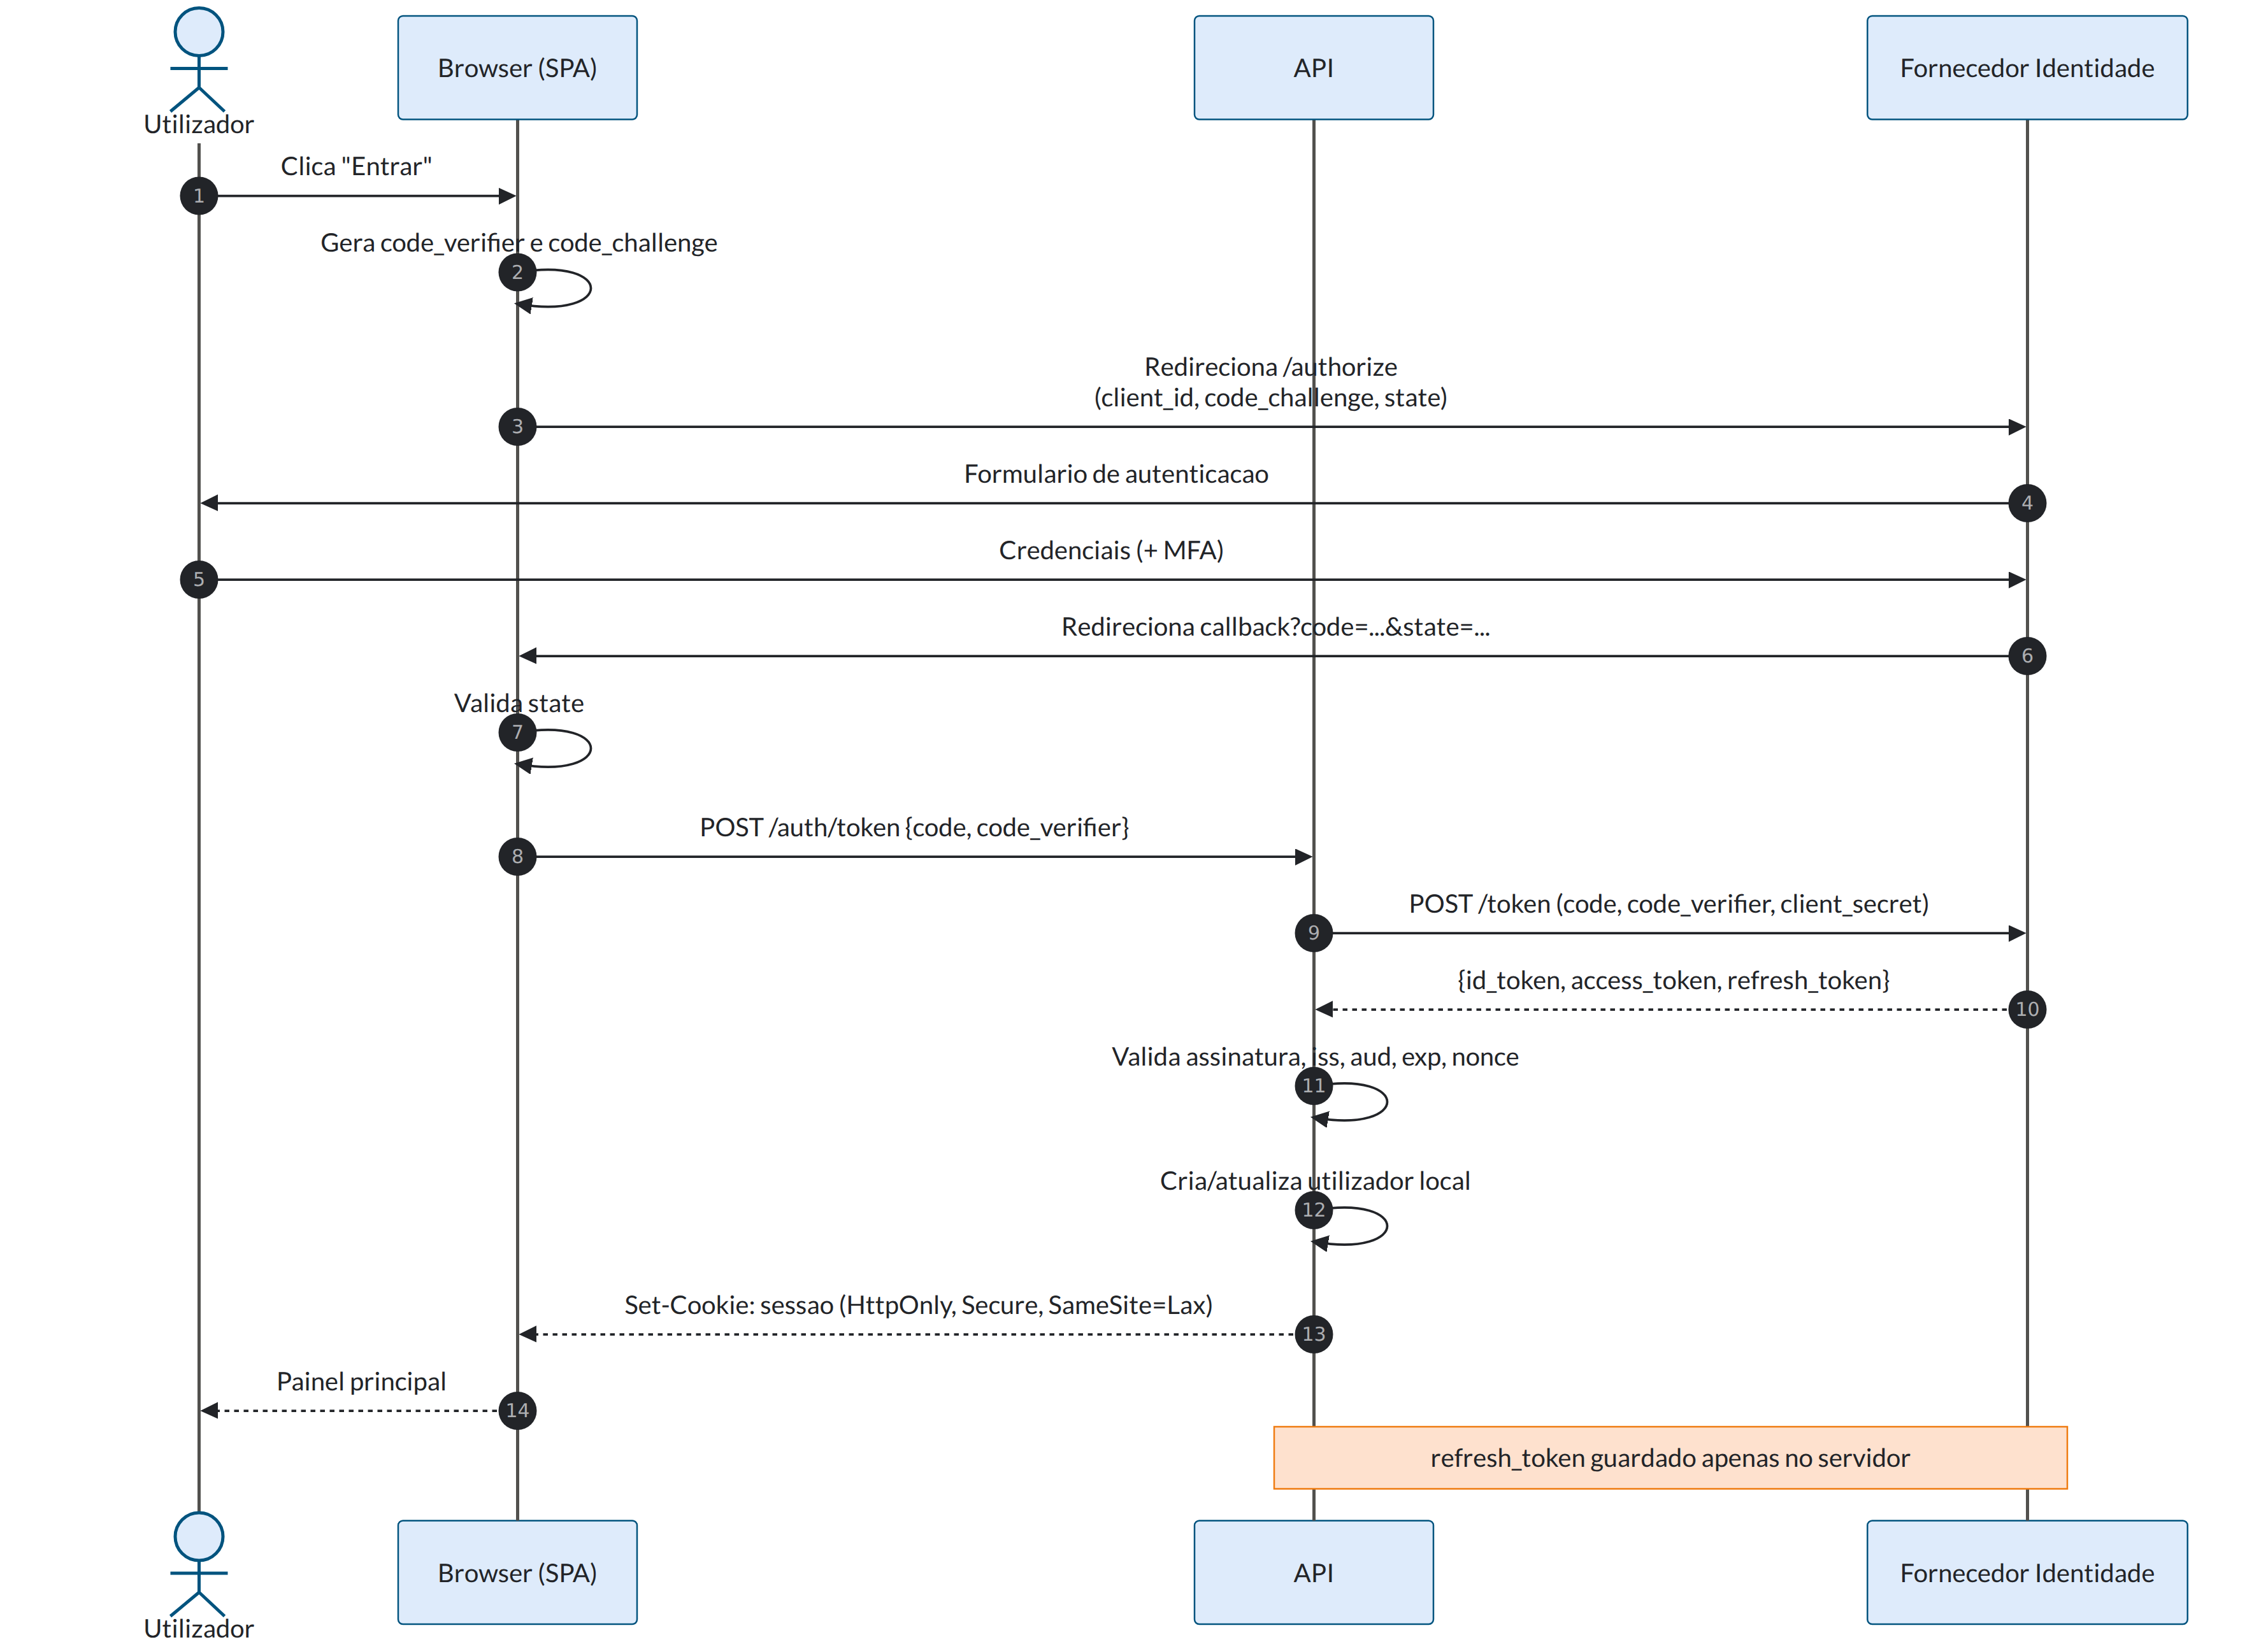 Browser (SPA)
API
Fornecedor Identidade
Utilizador
Clica "Entrar"
1
Gera code_verifier e code_challenge
2
Redireciona /authorize
(client_id, code_challenge, state)
3
Formulario de autenticacao
4
Credenciais (+ MFA)
5
Redireciona callback?code=...&state=...
6
Valida state
7
POST /auth/token {code, code_verifier}
8
POST /token (code, code_verifier, client_secret)
9
{id_token, access_token, refresh_token}
10
Valida assinatura, iss, aud, exp, nonce
11
Cria/atualiza utilizador local
12
Set-Cookie: sessao (HttpOnly, Secure, SameSite=Lax)
13
Painel principal
14
refresh_token guardado apenas no servidor
Browser (SPA)
API
Fornecedor Identidade
Utilizador